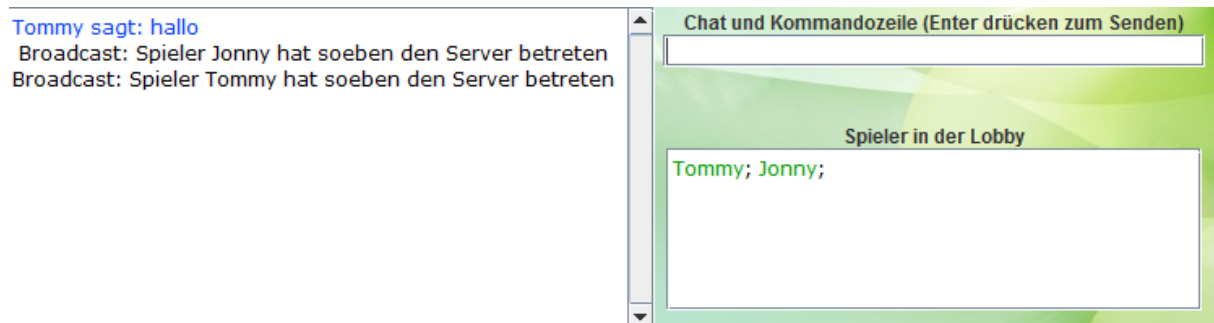 Tommy sagt: hallo
Broadcast: Spieler Jonny hat soeben den Server betreten
Broadcast: Spieler Tommy hat soeben den Server betreten
Chat und Kommandozeile (Enter drücken zum Senden)
Spieler in der Lobby
Tommy; Jonny;